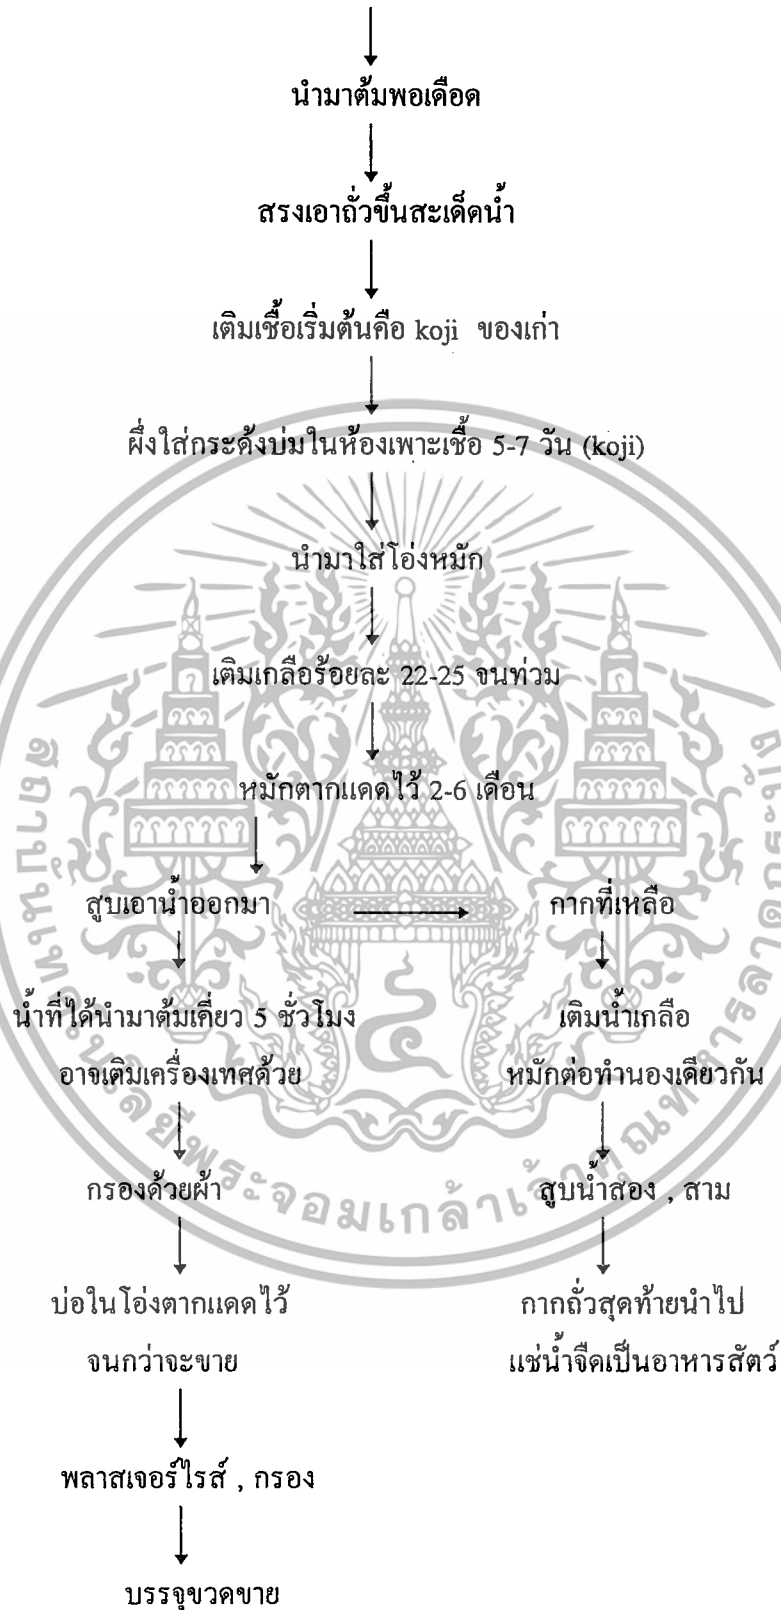 นำมาต้มพอเดือด
สรงเอาถั่วขึ้นสะเด็ดน้ำ
เติมเชื้อเริ่มต้นคือ koji ของเก่า
ผึ่งใส่กระด้งบ่มในห้องเพาะเชื้อ 5-7 วัน (koji)
นำมาใส่โอ่งหมัก
เติมเกลือร้อยละ 22-25 จนท่วม
หมักตากแดดไว้ 2-6 เดือน
สูบเอาน้ำออกมา
กากที่เหลือ
น้ำที่ได้นำมาต้มเคี่ยว 5 ชั่วโมง
อาจเติมเครื่องเทศด้วย
เติมน้ำเกลือ
หมักต่อทำนองเดียวกัน
กรองด้วยผ้า
สูบน้ำสอง , สาม
บ่อในโอ่งตากแดดไว้
จนกว่าจะขาย
กากถั่วสุดท้ายนำไป
แช่น้ำจืดเป็นอาหารสัตว์
พลาสเจอร์ไรส์ , กรอง
บรรจุขวดขาย